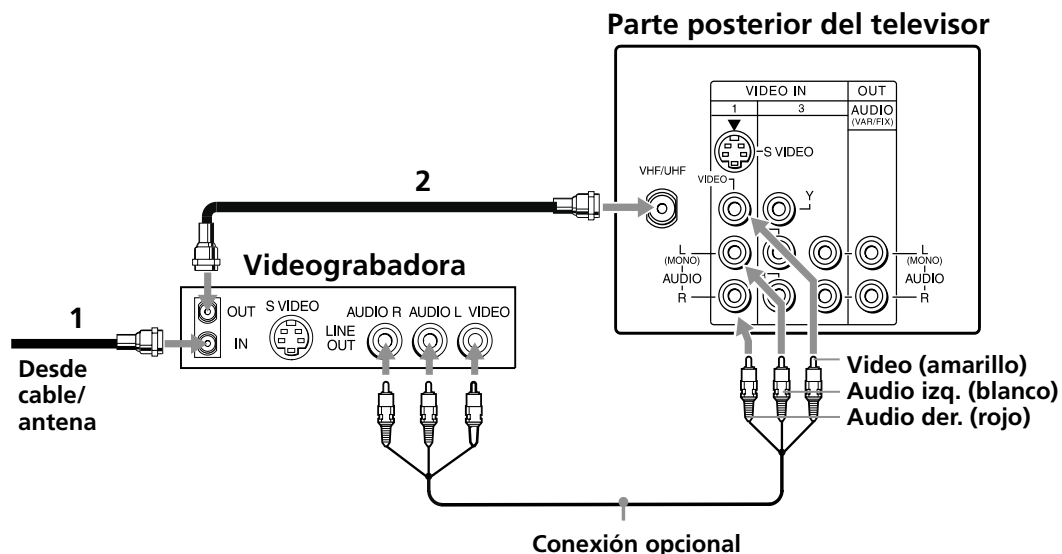 Parte posterior del televisor
VIDEO IN
OUT
1
3
AUDIO
(VAR/FIX)
S VIDEO
VHF/UHF
VIDEO
Y
L
(MONO)
AUDIO
R
L
(MONO)
AUDIO
R
2
Videograbadora
1
OUT
IN
S VIDEO
LINE
OUT
AUDIO R AUDIO L VIDEO
Desde
cable/
antena
Video (amarillo)
Audio izq. (blanco)
Audio der. (rojo)
Conexión opcional